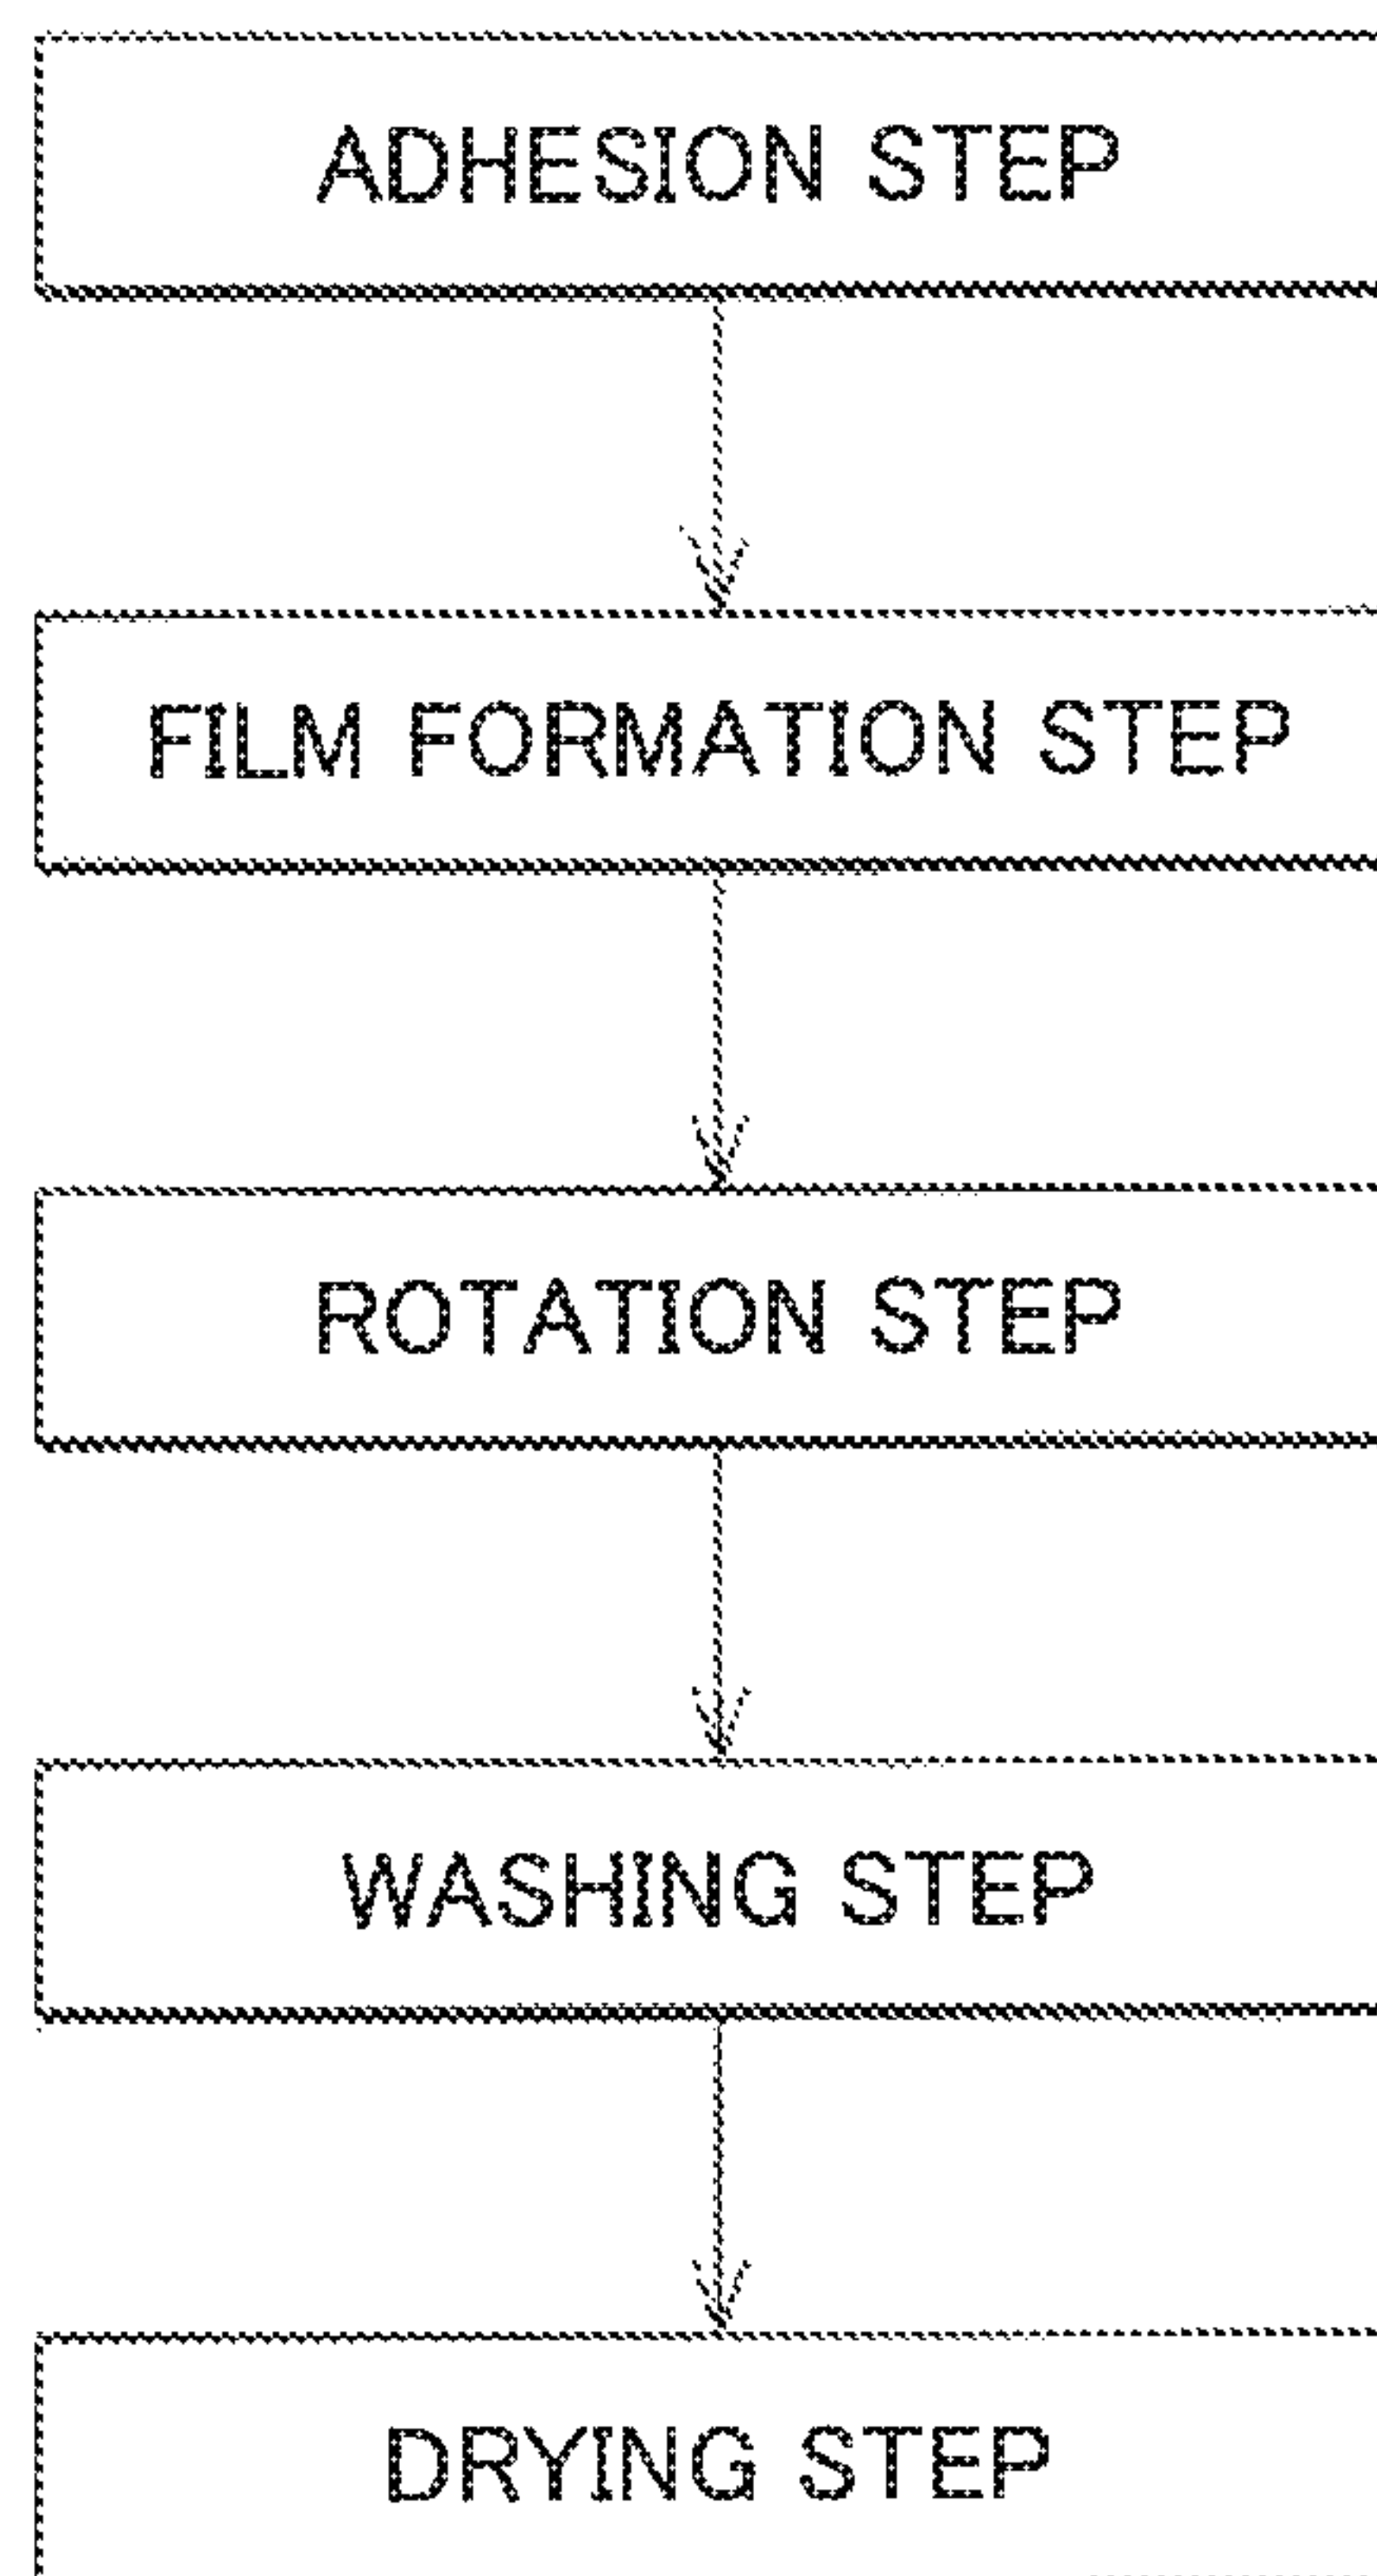 ADHESION STEP
FILM FORMATION STEP
ROTATION STEP
WASHING STEP
DRYING STEP